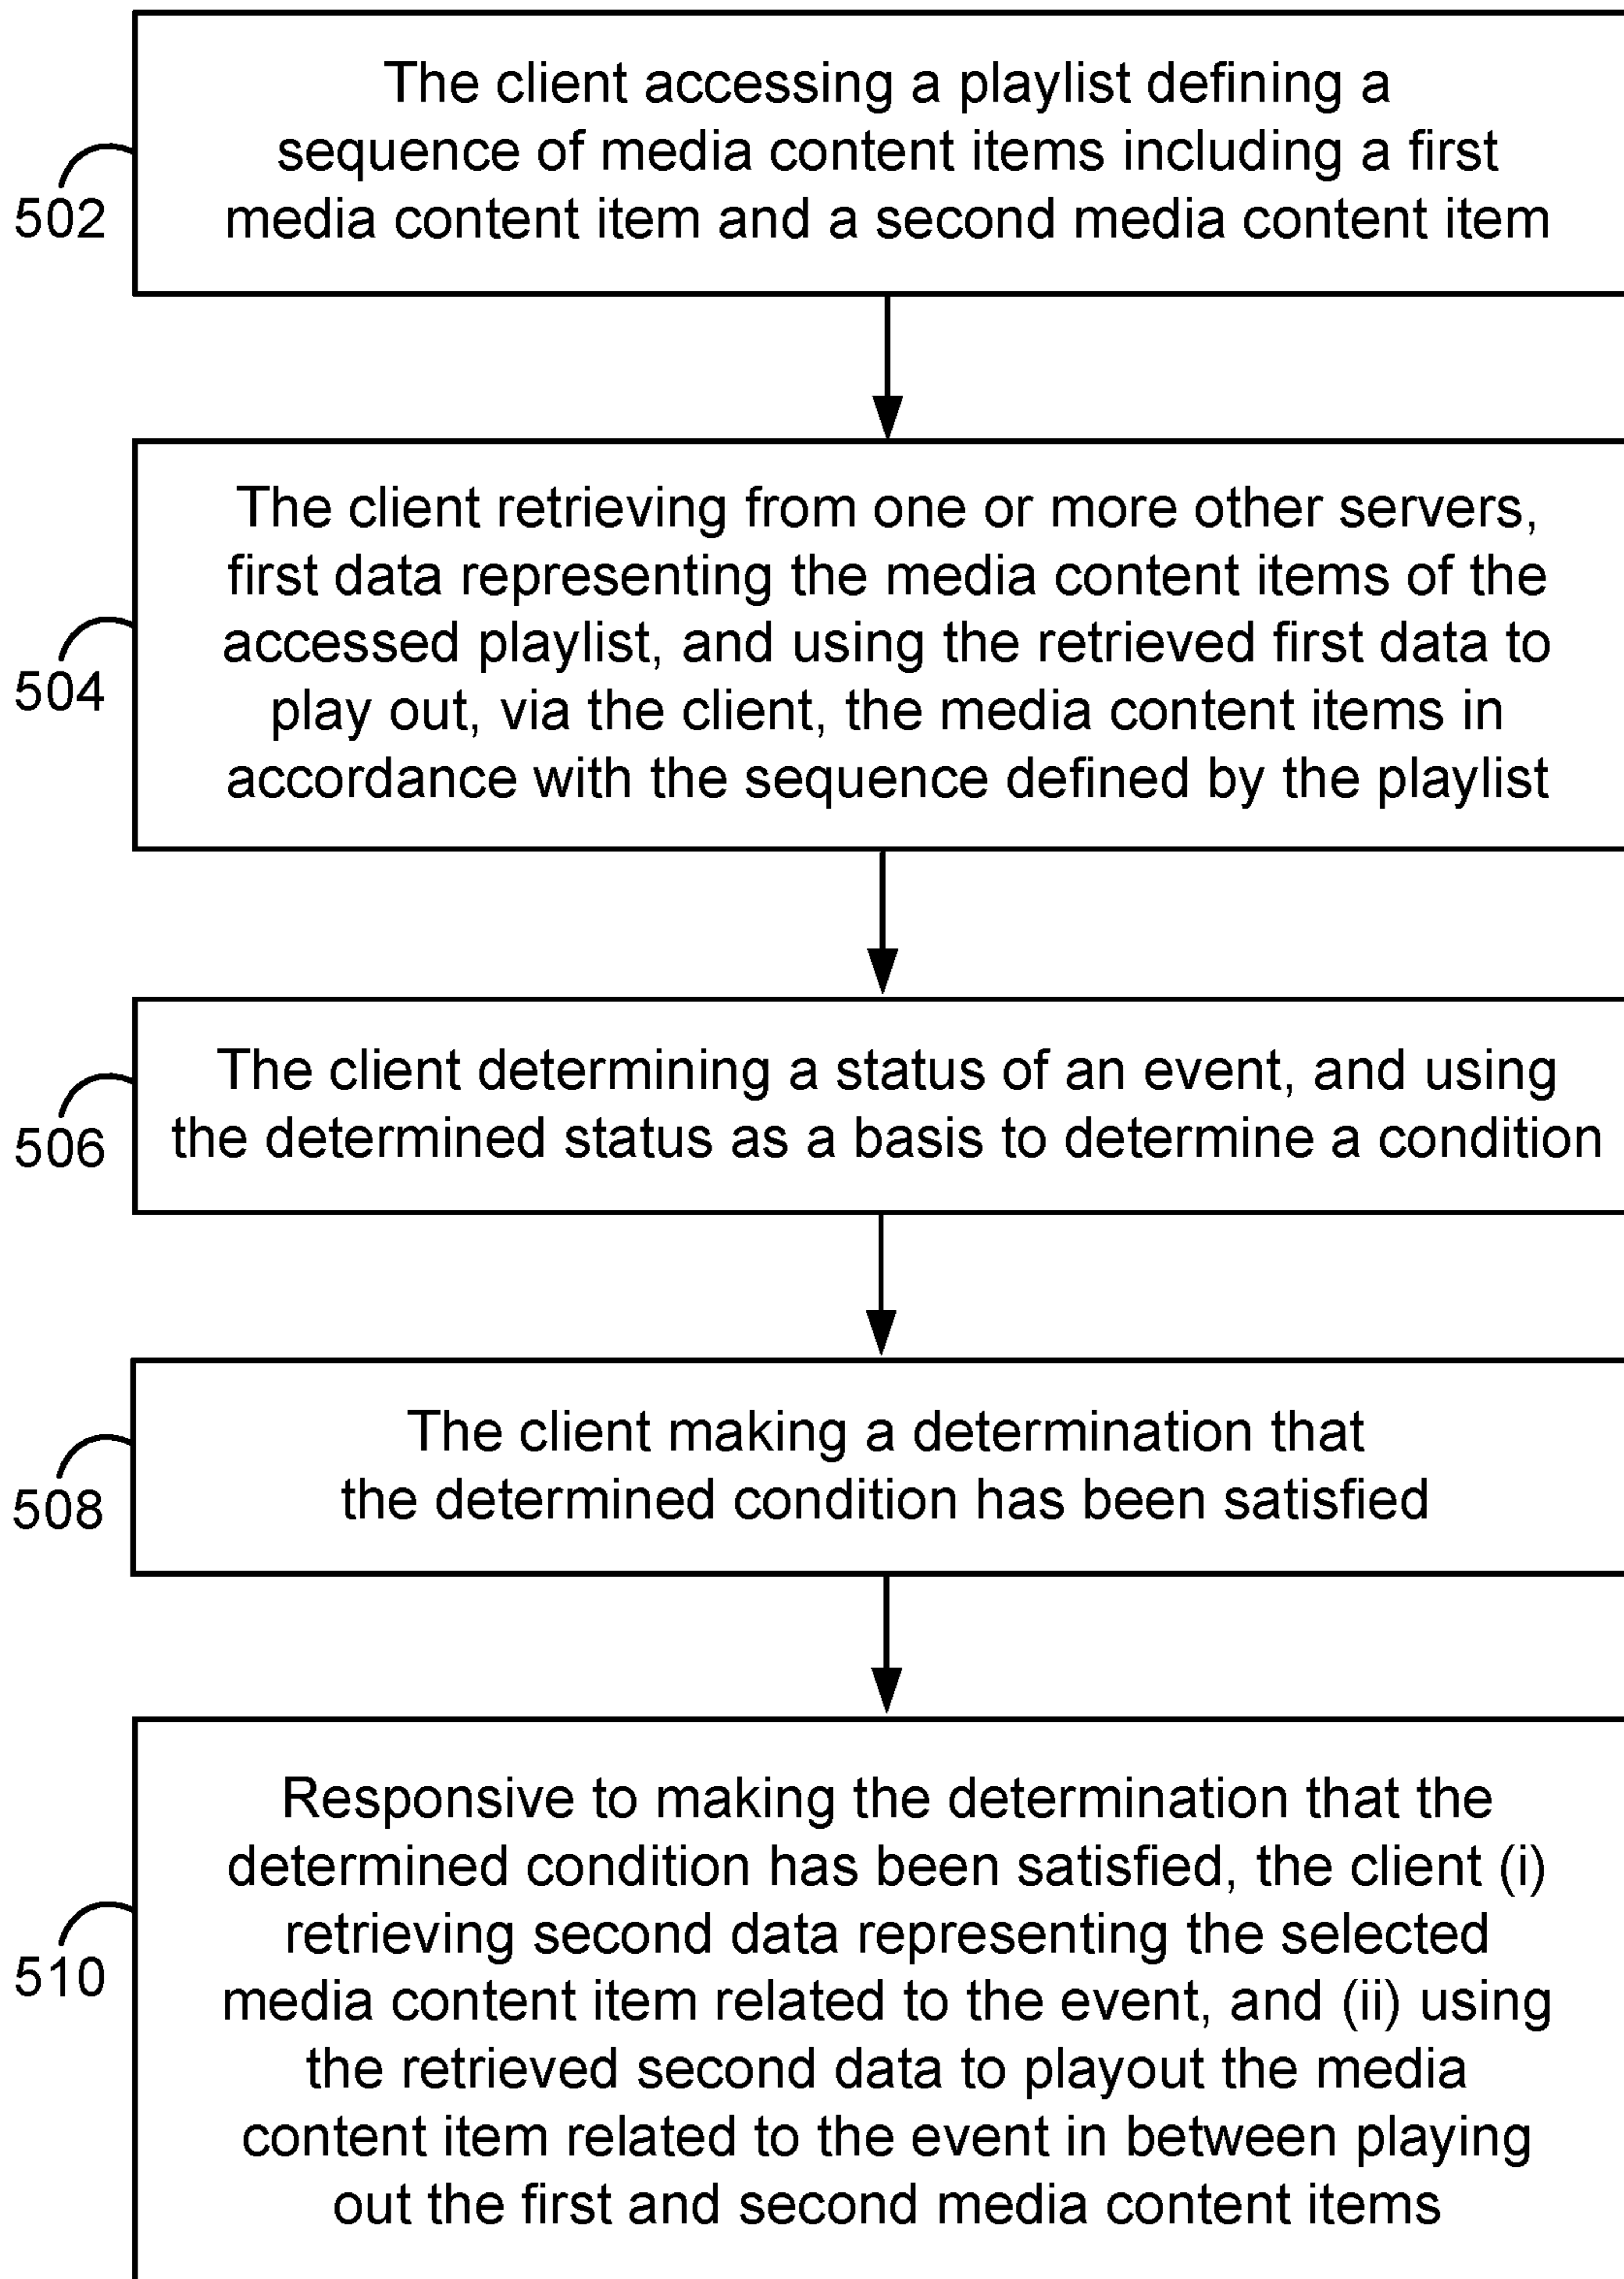 The client accessing a playlist defining a
sequence of media content items including a first
media content item and a second media content item
502
The client retrieving from one or more other servers,
first data representing the media content items of the
accessed playlist, and using the retrieved first data to
play out, via the client, the media content items in
accordance with the sequence defined by the playlist
504
The client determining a status of an event, and using
the determined status as a basis to determine a condition
506
The client making a determination that
the determined condition has been satisfied
508
Responsive to making the determination that the
determined condition has been satisfied, the client (i)
retrieving second data representing the selected
media content item related to the event, and (ii) using
the retrieved second data to playout the media
content item related to the event in between playing
out the first and second media content items
510